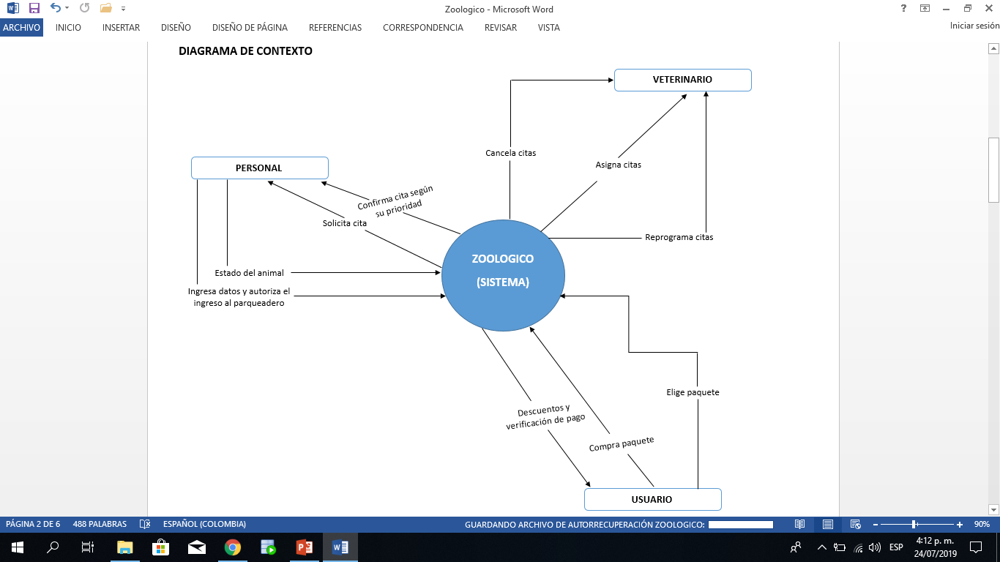 Zoologico - Microsoft Word
ARCHIVO INICIO INSERTAR DISEÑO DISEÑO DE PÁGINA REFERENCIAS CORRESPONDENCIA REVISAR VISTA
Iniciar sesión
DIAGRAMA DE CONTEXTO
VETERINARIO
Cancela citas
Asigna citas
PERSONAL
Confirma cita según
su prioridad
Solicita cita
Reprograma citas
ZOOLOGICO
(SISTEMA)
Estado del animal
Ingresa datos y autoriza el
ingreso al parqueadero
Elige paquete
Descuentos y
verificación de pago
Compra paquete
USUARIO
PÁGINA 2 DE 6 488 PALABRAS ESPAÑOL (COLOMBIA) GUARDANDO ARCHIVO DE AUTORRECUPERACIÓN ZOOLOGICO: 90%
ESP
4:12 p. m.
24/07/2019